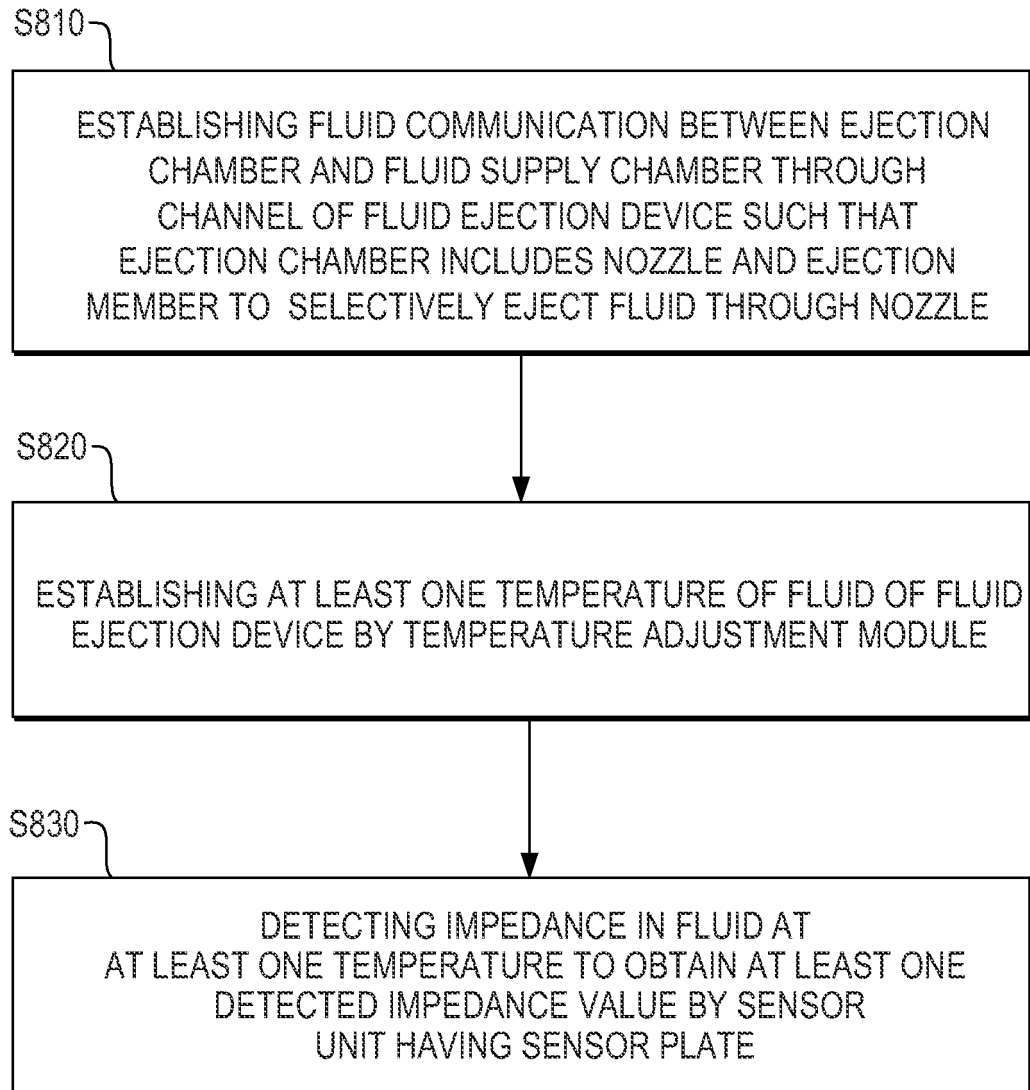 S810
ESTABLISHING FLUID COMMUNICATION BETWEEN EJECTION
CHAMBER AND FLUID SUPPLY CHAMBER THROUGH
CHANNEL OF FLUID EJECTION DEVICE SUCH THAT
EJECTION CHAMBER INCLUDES NOZZLE AND EJECTION
MEMBER TO SELECTIVELY EJECT FLUID THROUGH NOZZLE
S820
ESTABLISHING AT LEAST ONE TEMPERATURE OF FLUID OF FLUID
EJECTION DEVICE BY TEMPERATURE ADJUSTMENT MODULE
S830
DETECTING IMPEDANCE IN FLUID AT
AT LEAST ONE TEMPERATURE TO OBTAIN AT LEAST ONE
DETECTED IMPEDANCE VALUE BY SENSOR
UNIT HAVING SENSOR PLATE